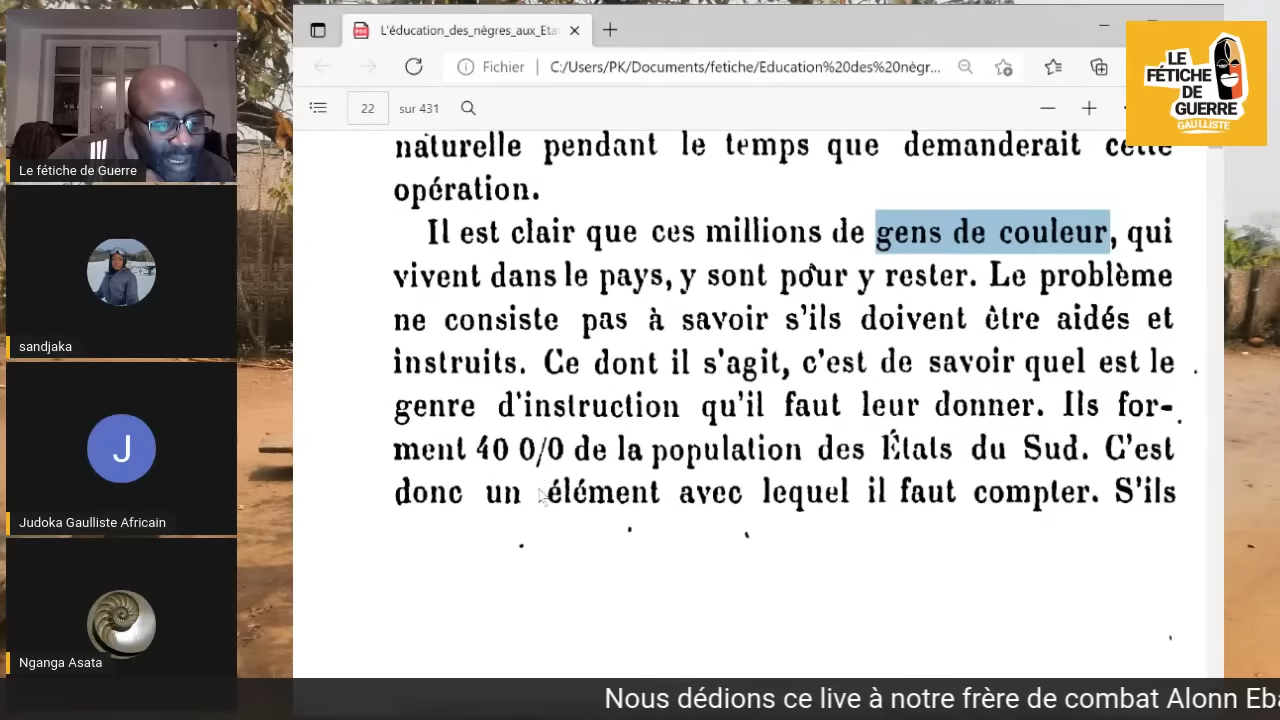 L'éducation_des_nègres_aux_Eta
Fichier
C:/Users/PK/Documents/fetiche/Education%20des%20nègr...
22 sur 431
LE
FÉTICHE
DE
GUERRE
GAULLISTE
naturelle pendant le temps que demanderait cette
opération.
Il est clair que ces millions de gens de couleur, qui
vivent dans le pays, y sont pour y rester. Le problème
ne consiste pas à savoir s'ils doivent être aidés et
instruits. Ce dont il s'agit, c'est de savoir quel est le
genre d'instruction qu'il faut leur donner. Ils for-
ment 40 0/0 de la population des États du Sud. C'est
donc un élément avec lequel il faut compter. S'ils
Le fétiche de Guerre
sandjaka
J
Judoka Gaulliste Africain
Nganga Asata
Nous dédions ce live à notre frère de combat Alonn Eba